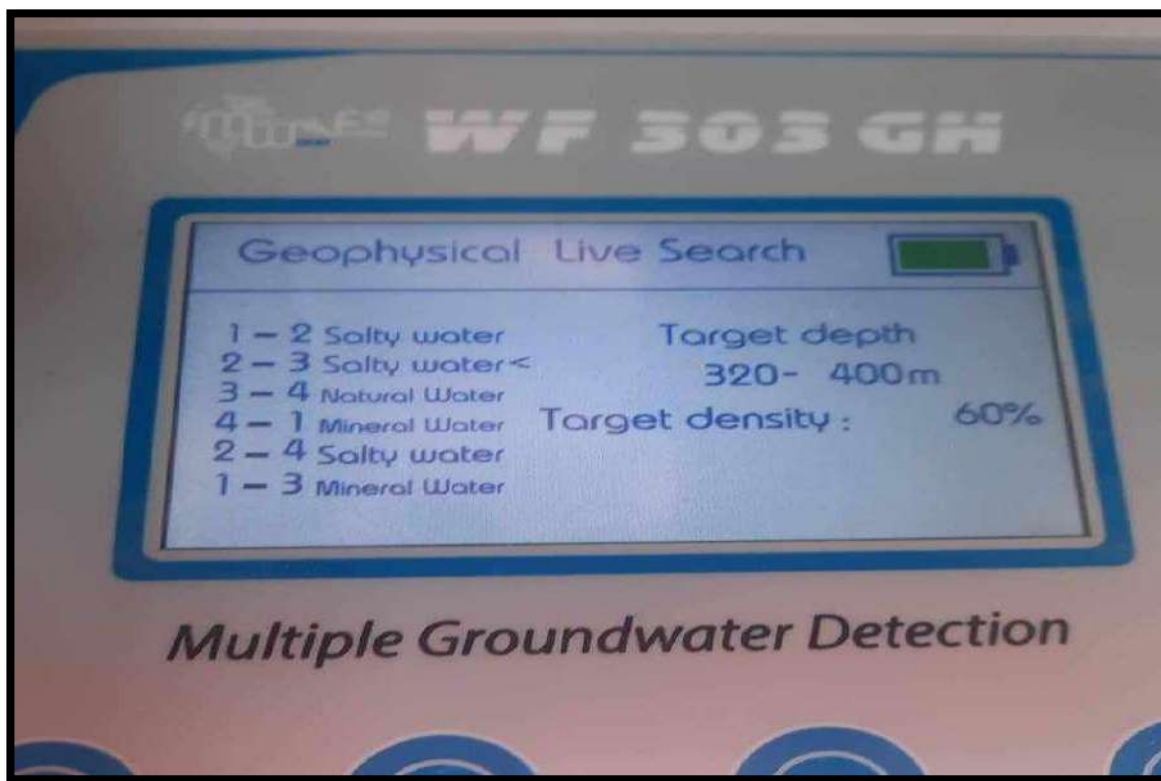 WF 303 GH
Geophysical Live Search
1 – 2 Salty water
2 – 3 Salty water<
3 – 4 Natural Water
4 – 1 Mineral Water
2 – 4 Salty water
1 – 3 Mineral Water
Target depth
320- 400m
Target density : 60%
Multiple Groundwater Detection